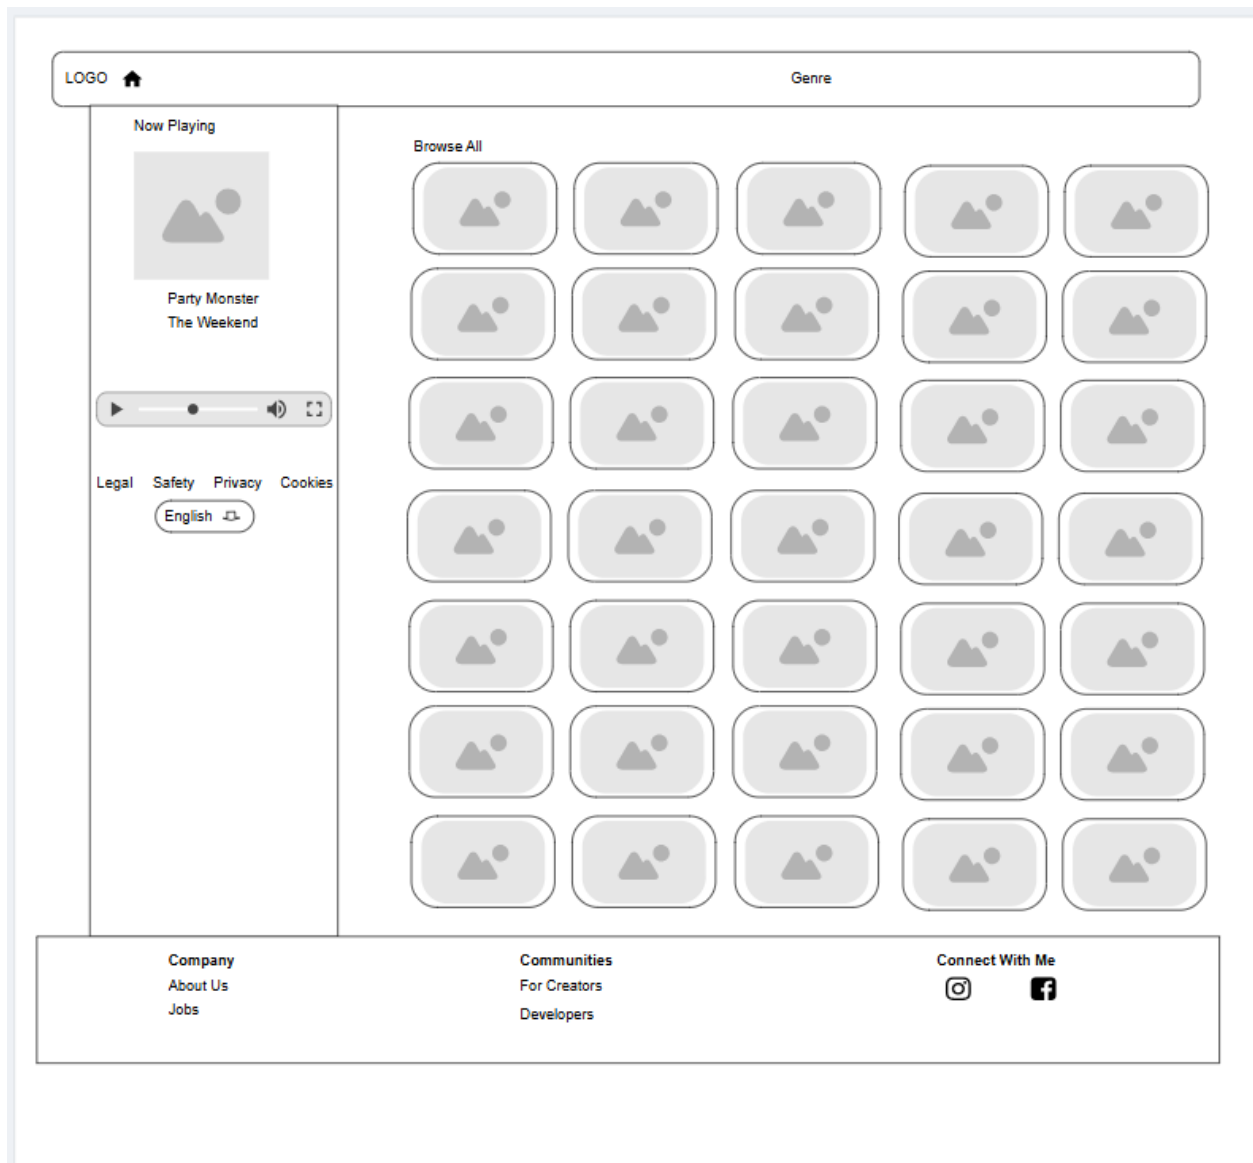 LOGO
Genre
Now Playing
Browse All
Party Monster
The Weekend
Legal Safety Privacy Cookies
English
Company
About Us
Jobs
Communities
For Creators
Developers
Connect With Me